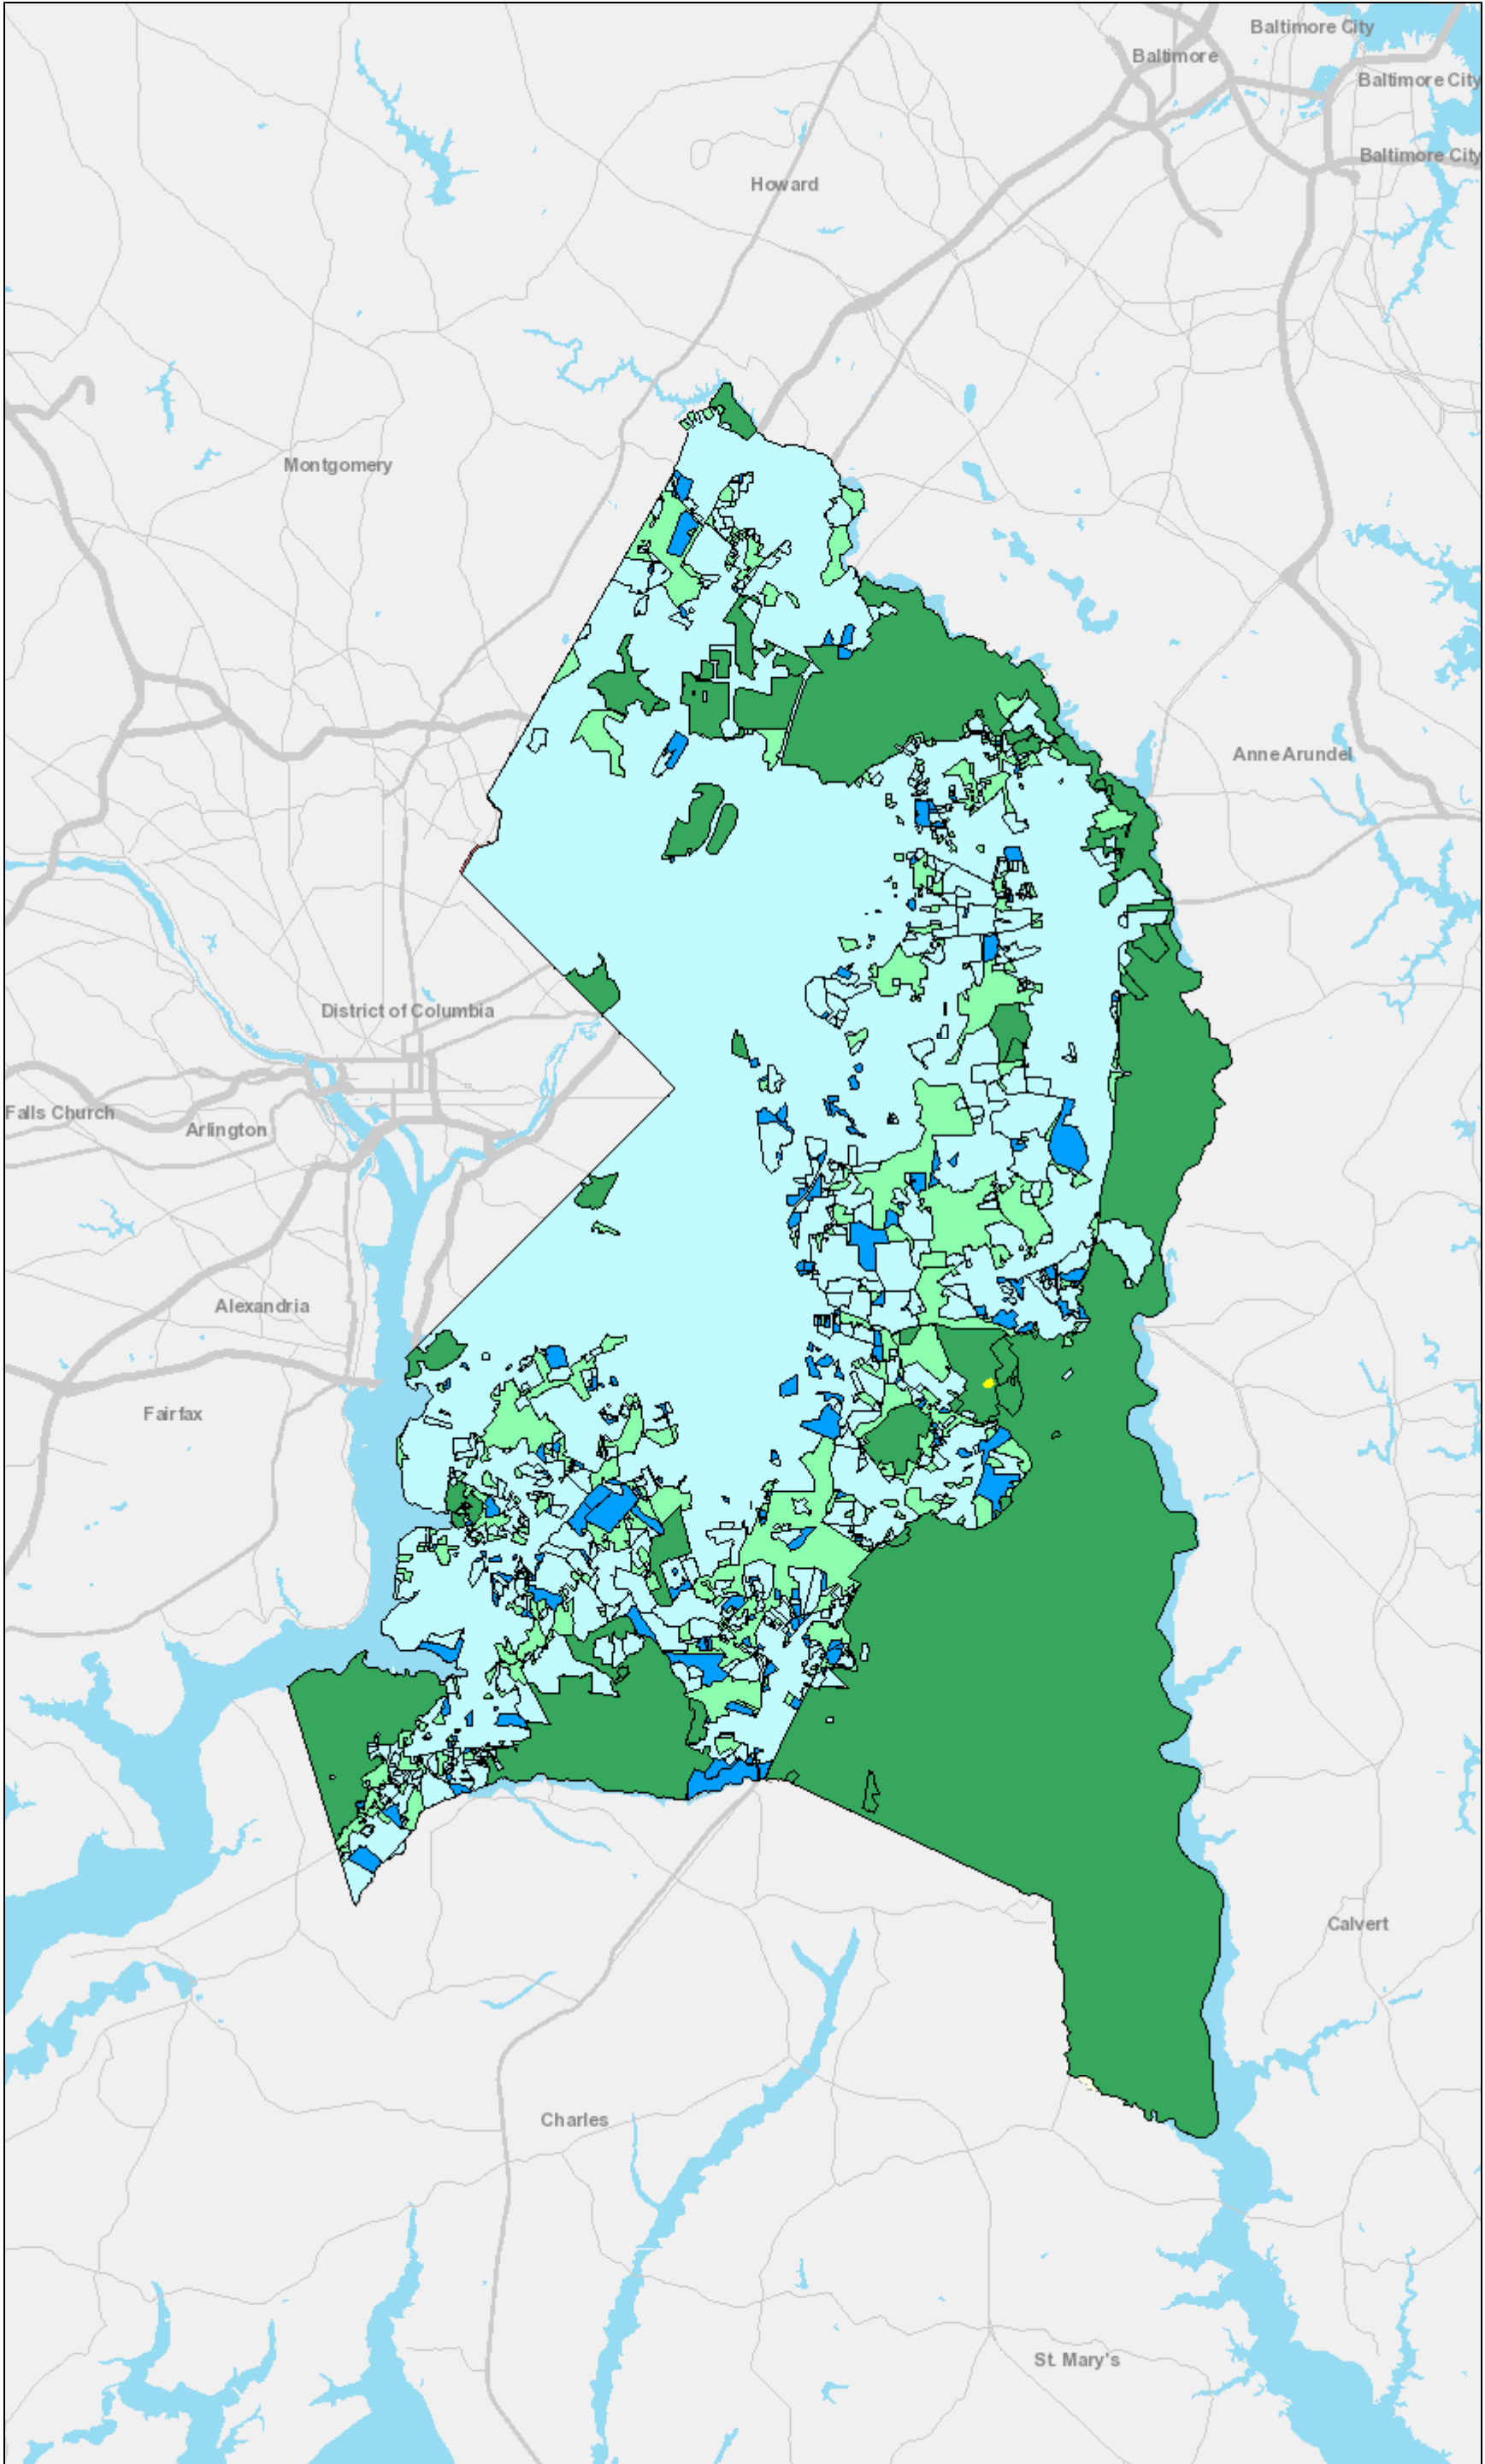 Baltimore City
Baltimore
Baltimore City
Baltimore City
Howard
Montgomery
Anne Arundel
District of Columbia
Falls Church
Arlington
Alexandria
Fairfax
Calvert
Charles
St. Mary's